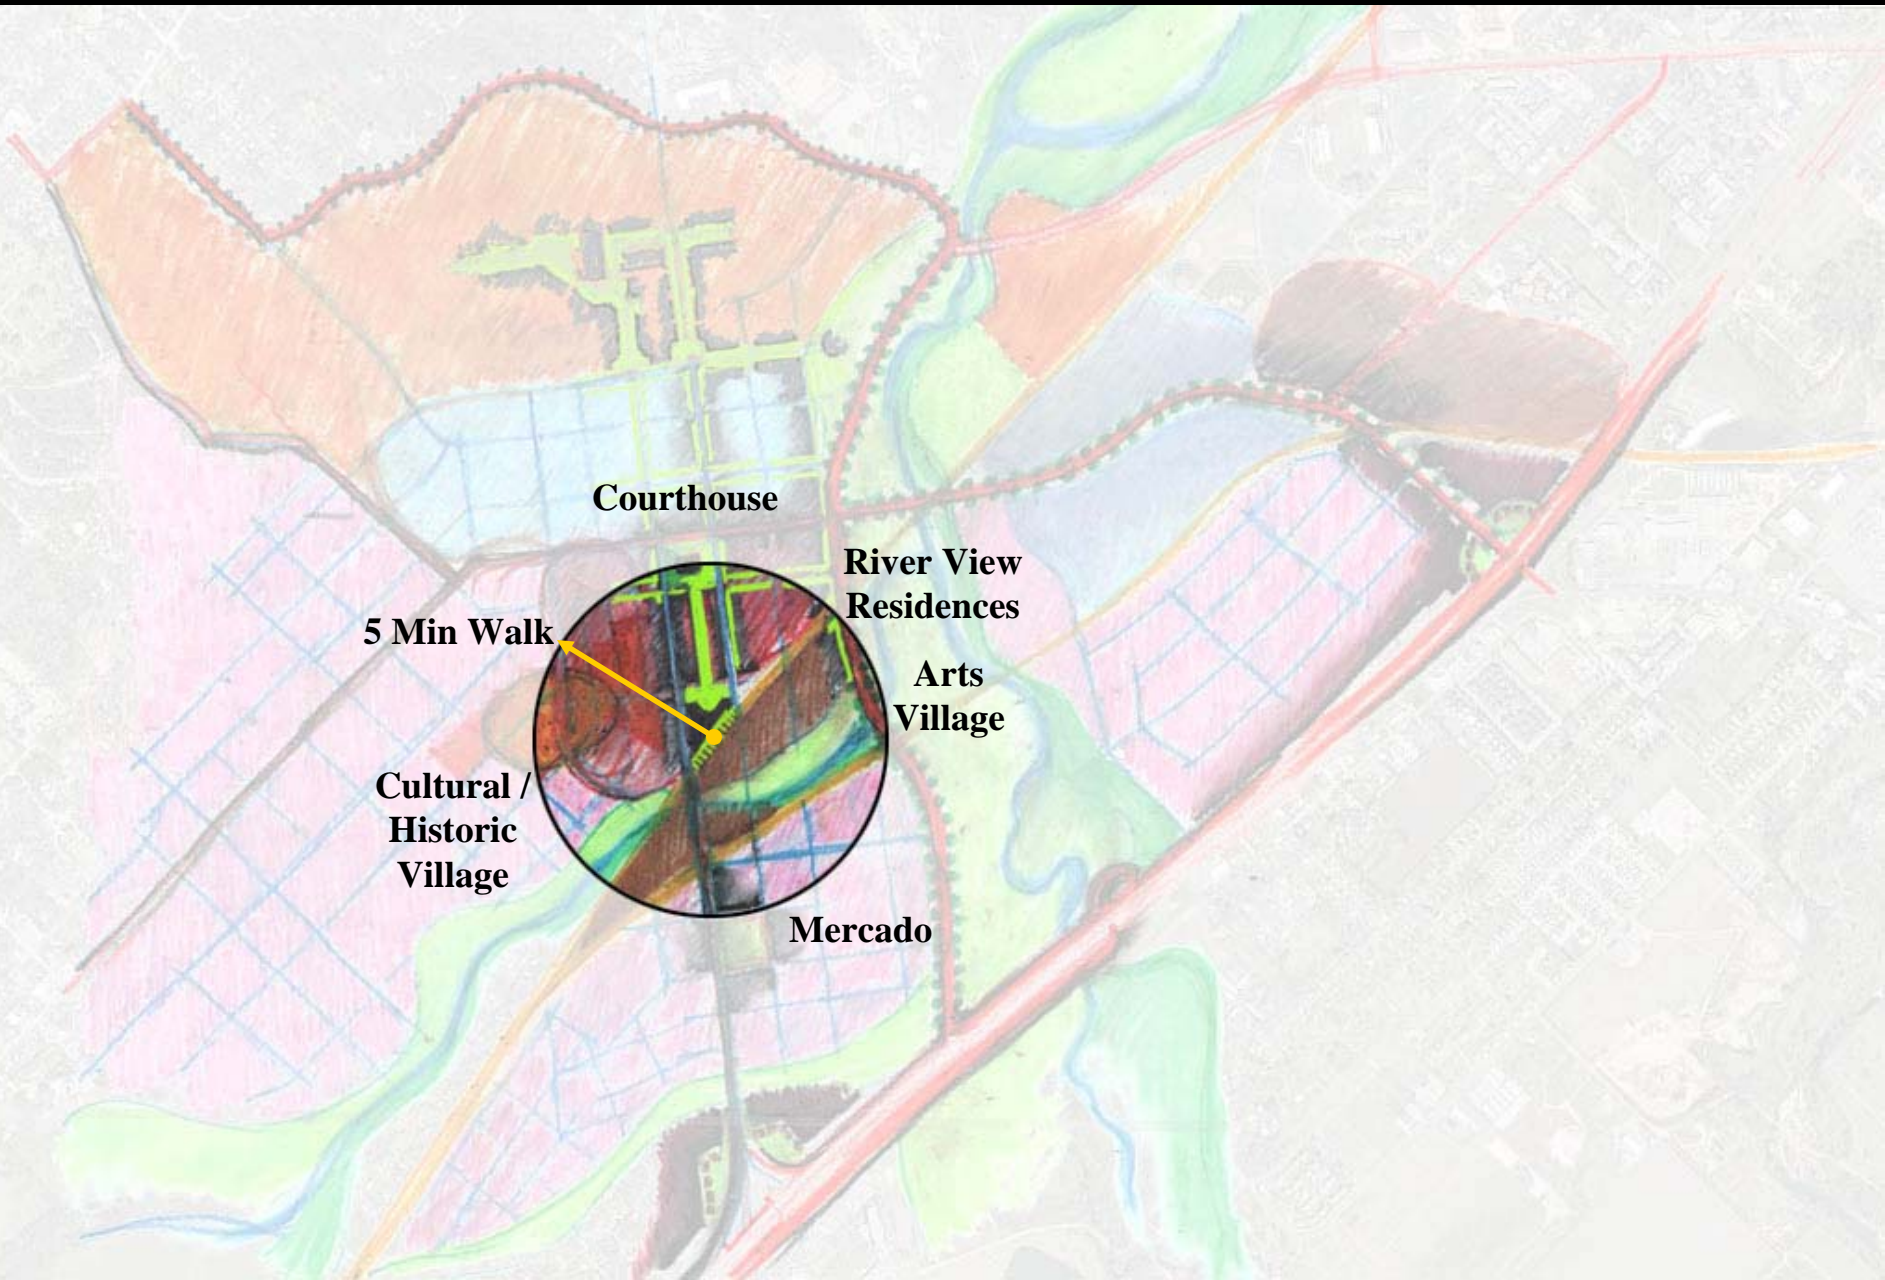 Courthouse
River View
Residences
5 Min Walk
Arts
Village
Cultural /
Historic
Village
Mercado